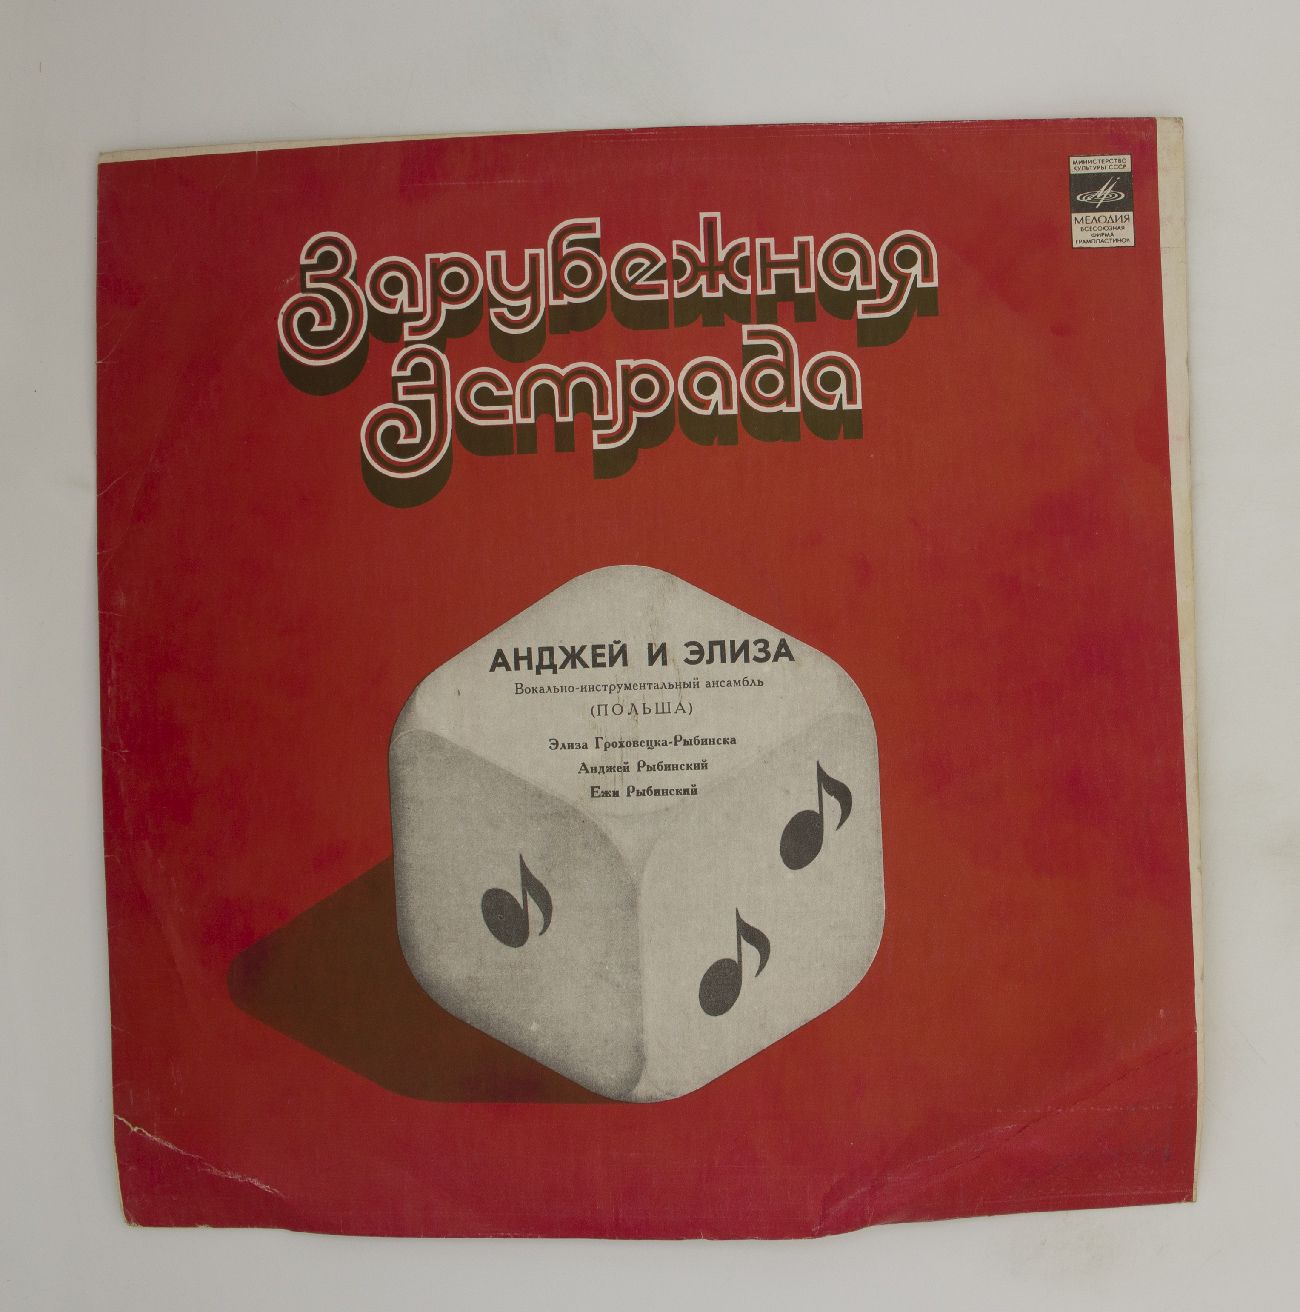 МИНИСТЕРСТВО
КУЛЬТУРЫ СССР
МЕЛОДИЯ
ВСЕСОЮЗНАЯ
ФИРМА
ГРАМПЛАСТИНОК
Зарубежная
Эстрада
АНДЖЕЙ И ЭЛИЗА
Вокально-инструментальный ансамбль
(ПОЛЬША)
Элиза Гроховецка-Рыбинска
Анджей Рыбинский
Ежи Рыбинский